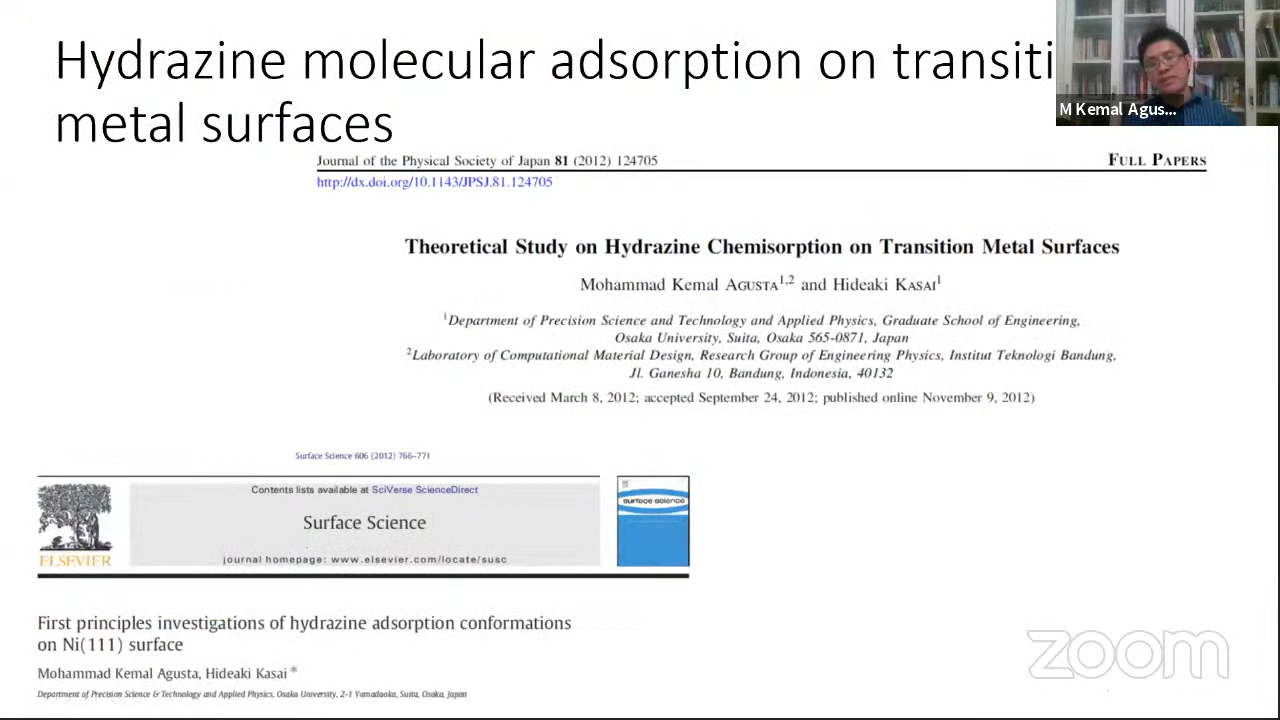 Hydrazine molecular adsorption on transiti
metal surfaces
M Kemal Agus...
Journal of the Physical Society of Japan 81 (2012) 124705
FULL PAPERS
http://dx.doi.org/10.1143/JPSJ.81.124705
Theoretical Study on Hydrazine Chemisorption on Transition Metal Surfaces
Mohammad Kemal AGUSTA1,2 and Hideaki KASAI1
1Department of Precision Science and Technology and Applied Physics, Graduate School of Engineering,
Osaka University, Suita, Osaka 565-0871, Japan
2Laboratory of Computational Material Design, Research Group of Engineering Physics, Institut Teknologi Bandung,
Jl. Ganesha 10, Bandung, Indonesia, 40132
(Received March 8, 2012; accepted September 24, 2012; published online November 9, 2012)
Surface Science 606 (2012) 766–771
Contents lists available at SciVerse ScienceDirect
Surface Science
journal homepage: www.elsevier.com/locate/susc
ELSEVIER
surface science
First principles investigations of hydrazine adsorption conformations
on Ni(111) surface
Mohammad Kemal Agusta, Hideaki Kasai *
Department of Precision Science & Technology and Applied Physics, Osaka University, 2-1 Yamadaoka, Suita, Osaka, Japan
zoom